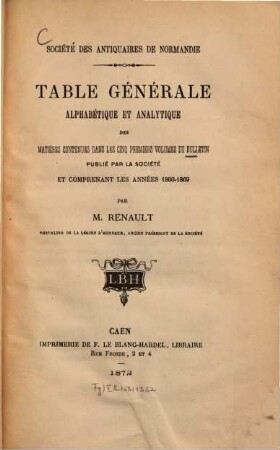 C
SOCIÉTÉ DES ANTIQUAIRES DE NORMANDIE
TABLE GÉNÉRALE
ALPHABÉTIQUE ET ANALYTIQUE
DES
MATIÈRES CONTENUES DANS LES CINQ PREMIERS VOLUMES DU BULLETIN
PUBLIÉ PAR LA SOCIÉTÉ
ET COMPRENANT LES ANNÉES 1860-1869
PAR
M. RENAULT
CHEVALIER DE LA LÉGION D'HONNEUR, ANCIEN PRÉSIDENT DE LA SOCIÉTÉ
LBH
CAEN
IMPRIMERIE DE F. LE BLANC-HARDEL, LIBRAIRE
RUE FROIDE, 2 ET 4
1872